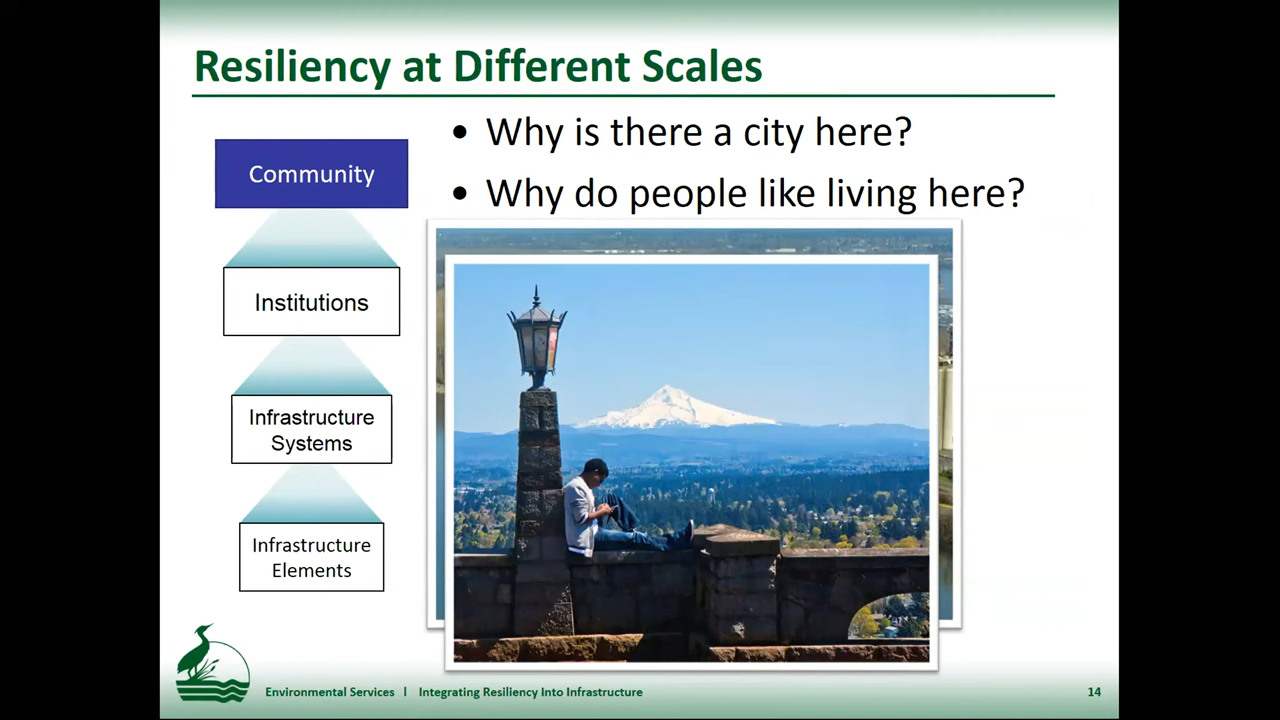 Resiliency at Different Scales
• Why is there a city here?
• Why do people like living here?
Community
Institutions
Infrastructure
Systems
Infrastructure
Elements
Environmental Services | Integrating Resiliency Into Infrastructure
14